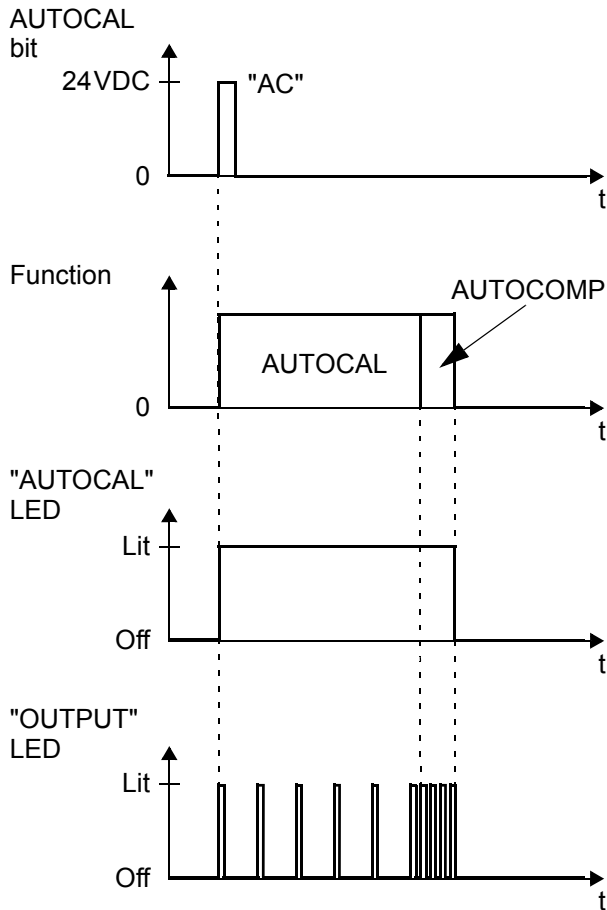 AUTOCAL
bit
24VDC
"AC"
0
t
Function
AUTOCOMP
AUTOCAL
0
t
"AUTOCAL"
LED
Lit
Off
t
"OUTPUT"
LED
Lit
Off
t